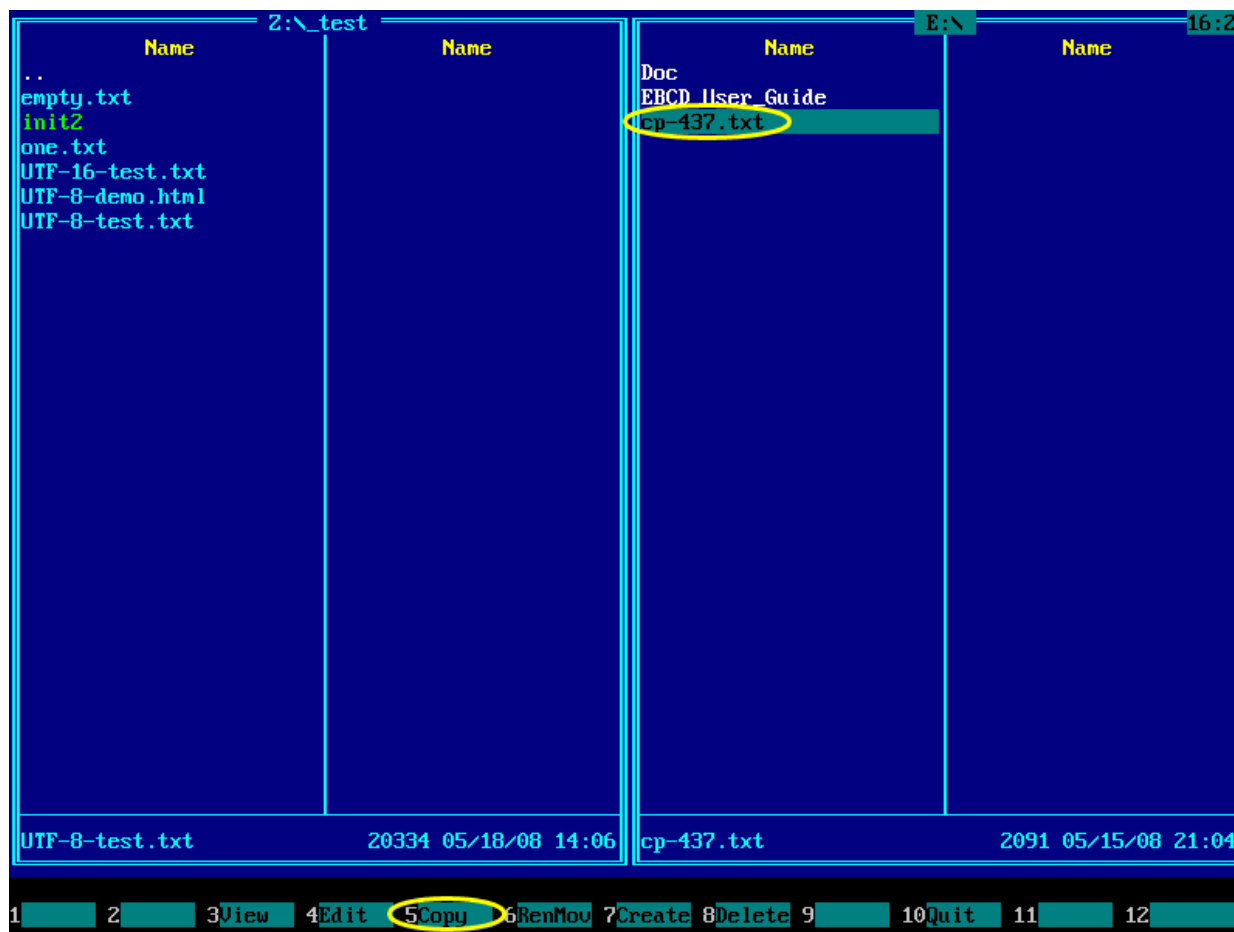 Z:\_test
Name Name
..
empty.txt
init2
one.txt
UTF-16-test.txt
UTF-8-demo.html
UTF-8-test.txt
UTF-8-test.txt 20334 05/18/08 14:06
E:\ 16:2
Name Name
Doc
EBCD_User_Guide
cp-437.txt
cp-437.txt 2091 05/15/08 21:04
1 2 3View 4Edit 5Copy 6RenMov 7Create 8Delete 9 10Quit 11 12